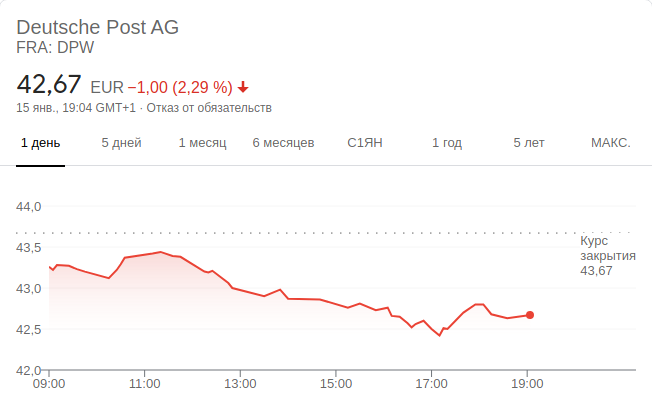 Deutsche Post AG
FRA: DPW
42,67 EUR −1,00 (2,29 %)
15 янв., 19:04 GMT+1 · Отказ от обязательств
1 день 5 дней 1 месяц 6 месяцев С1ЯН 1 год 5 лет МАКС.
44,0
43,5
43,0
42,5
42,0
Курс
закрытия
43,67
09:00 11:00 13:00 15:00 17:00 19:00